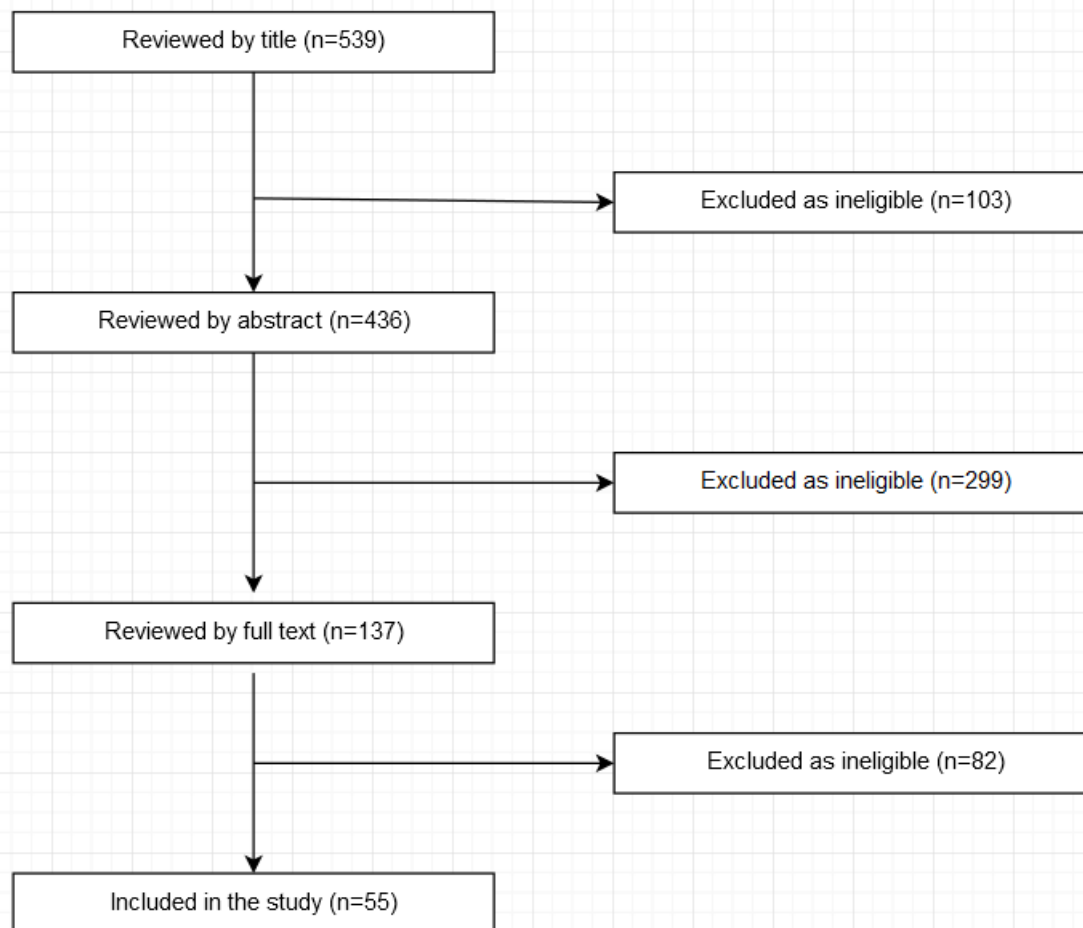 Reviewed by title (n=539)
Excluded as ineligible (n=103)
Reviewed by abstract (n=436)
Excluded as ineligible (n=299)
Reviewed by full text (n=137)
Excluded as ineligible (n=82)
Included in the study (n=55)